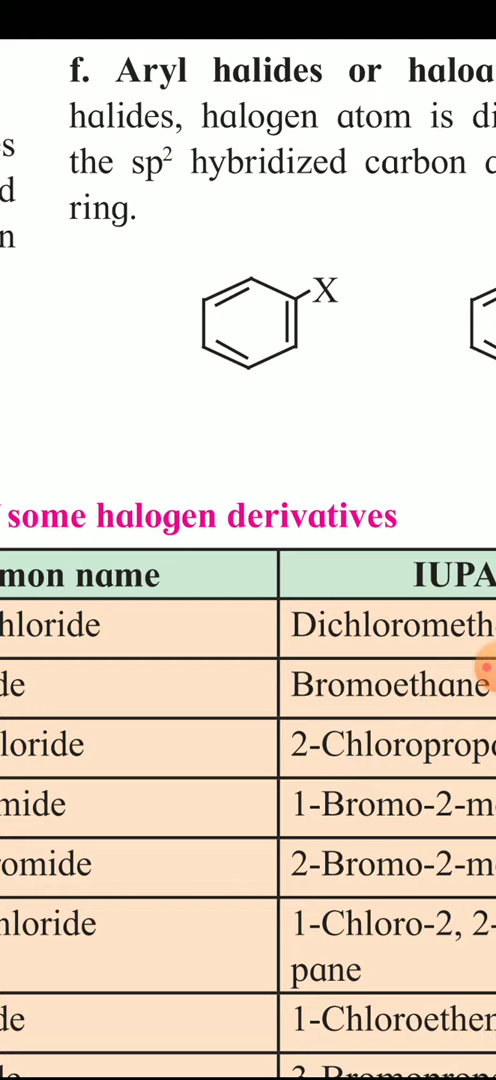 f. Aryl halides or haloa
halides, halogen atom is di
s the sp² hybridized carbon
d ring.
n
X
some halogen derivatives
mon name IUPA
hloride Dichlorometh
de Bromoethane
loride 2-Chloroprop
mide 1-Bromo-2-m
omide 2-Bromo-2-m
hloride 1-Chloro-2, 2-
pane
de 1-Chloroethen